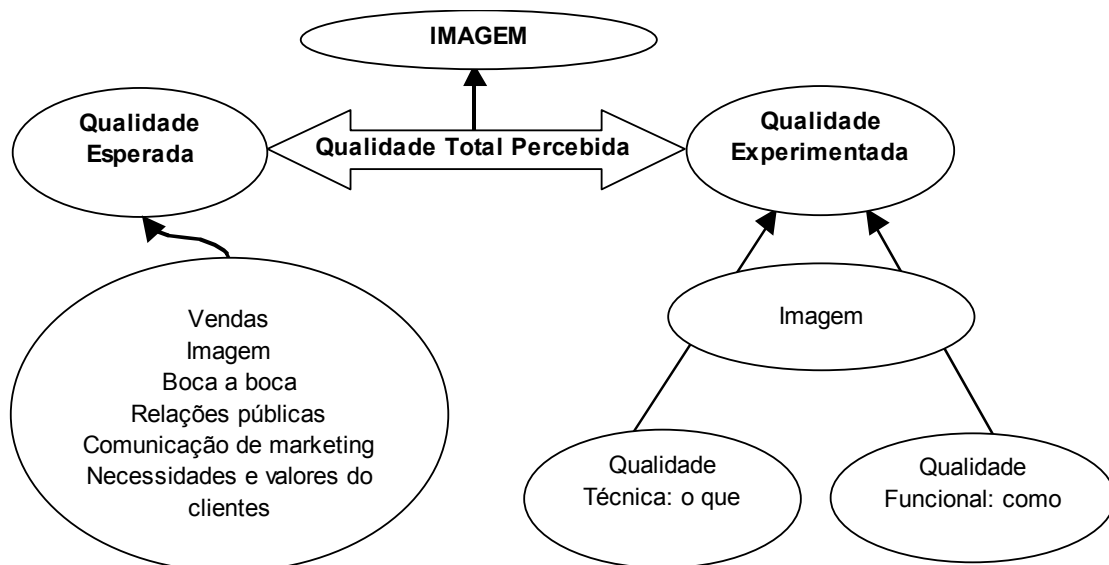 IMAGEM
Qualidade
Esperada
Qualidade Total Percebida
Qualidade
Experimentada
Vendas
Imagem
Boca a boca
Relações públicas
Comunicação de marketing
Necessidades e valores do
clientes
Imagem
Qualidade
Técnica: o que
Qualidade
Funcional: como